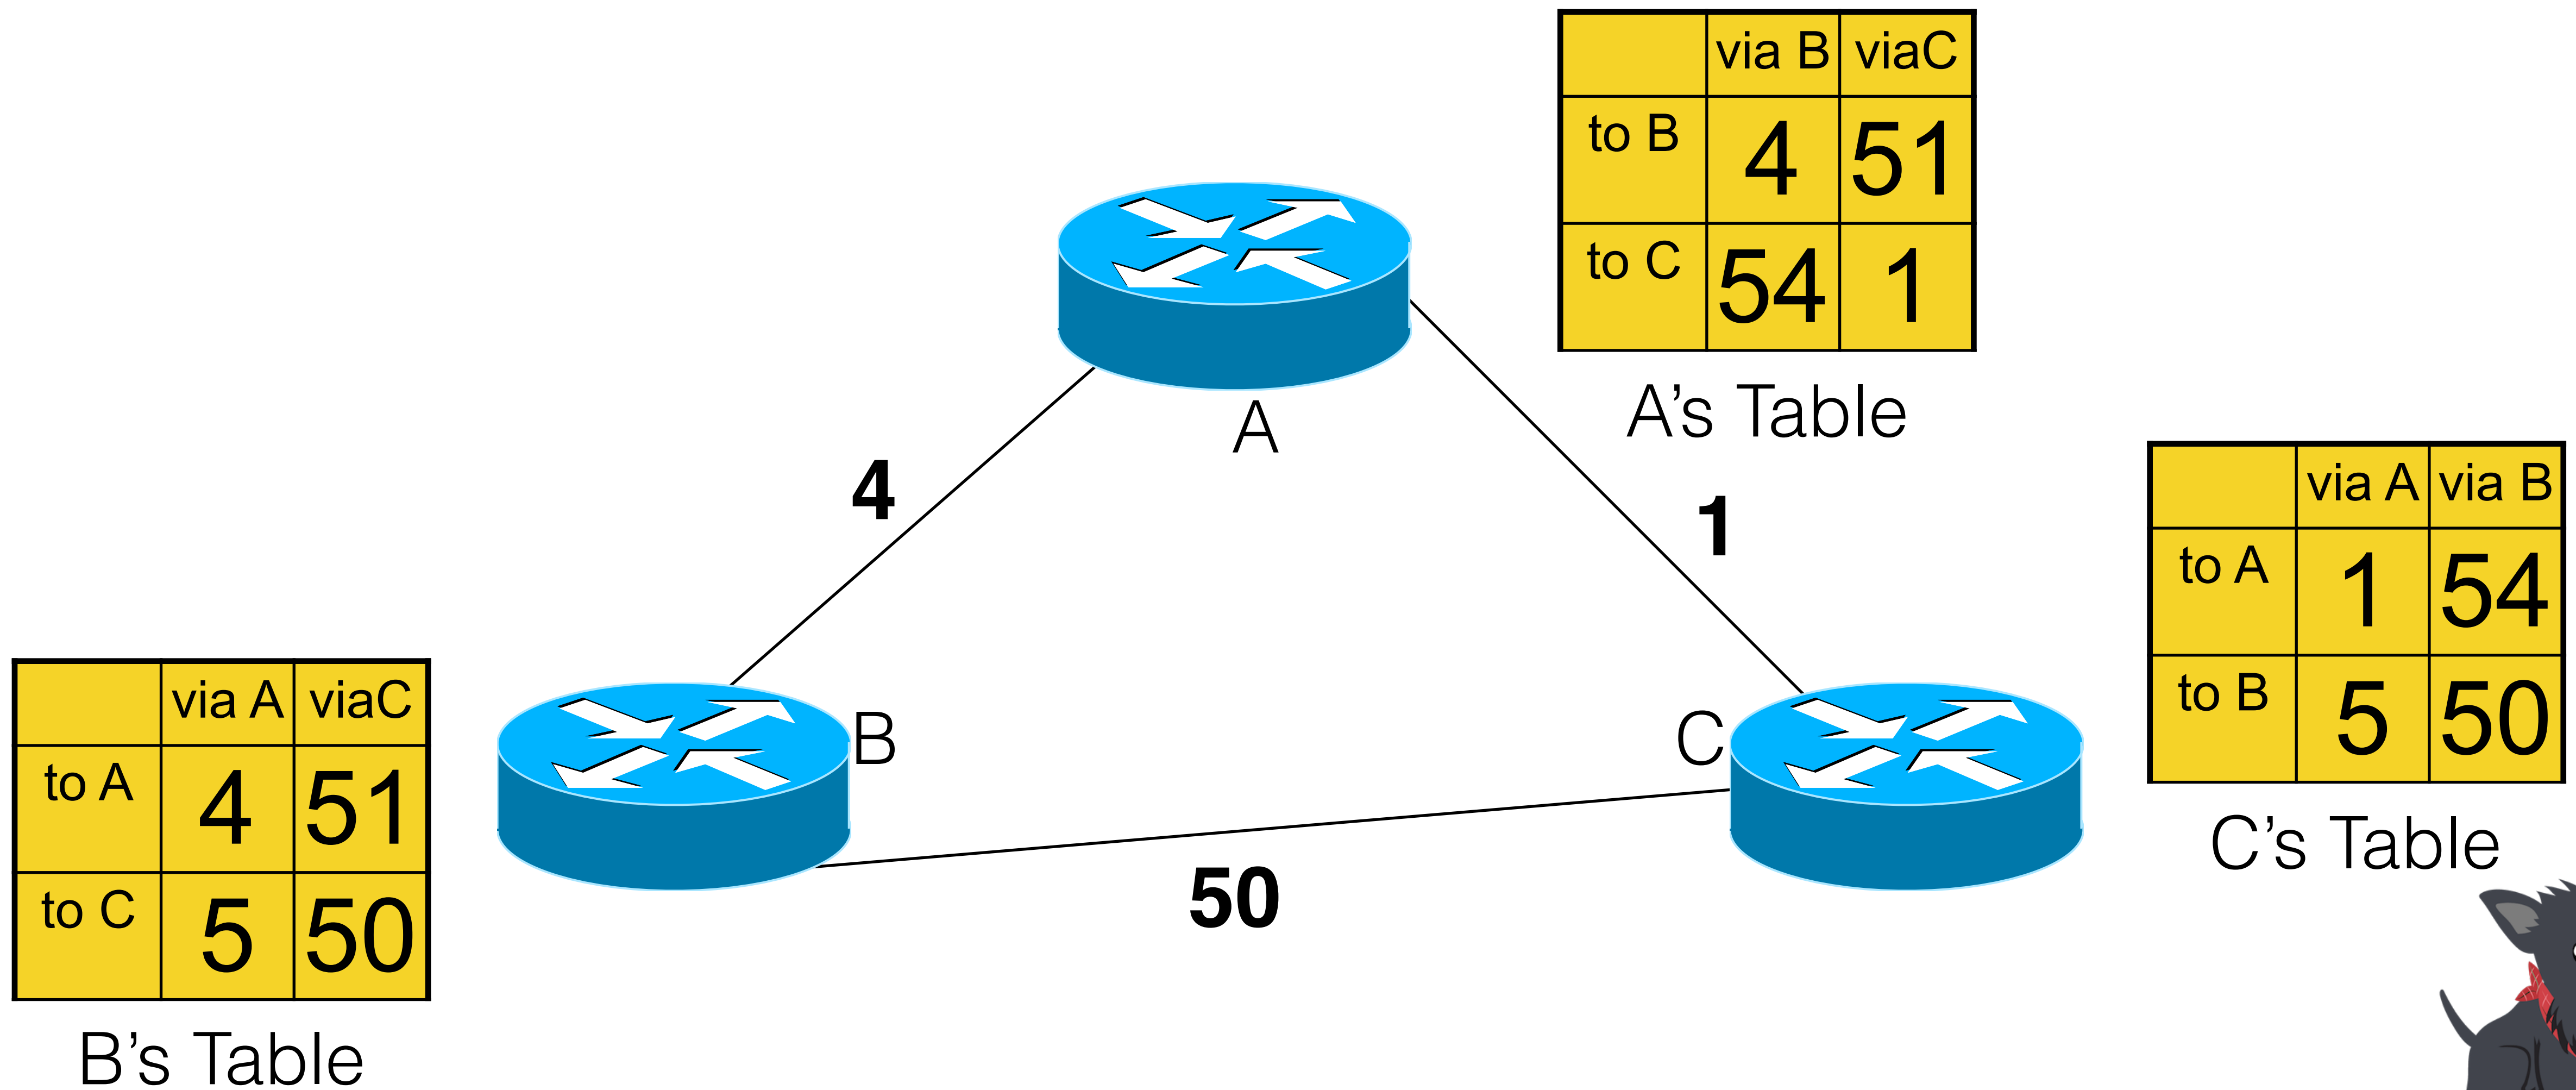 via B viaC
to B 4 51
to C 54 1
A's Table
A
4
1
via A via B
to A 1 54
to B 5 50
C's Table
via A viaC
to A 4 51
to C 5 50
B's Table
B
C
50